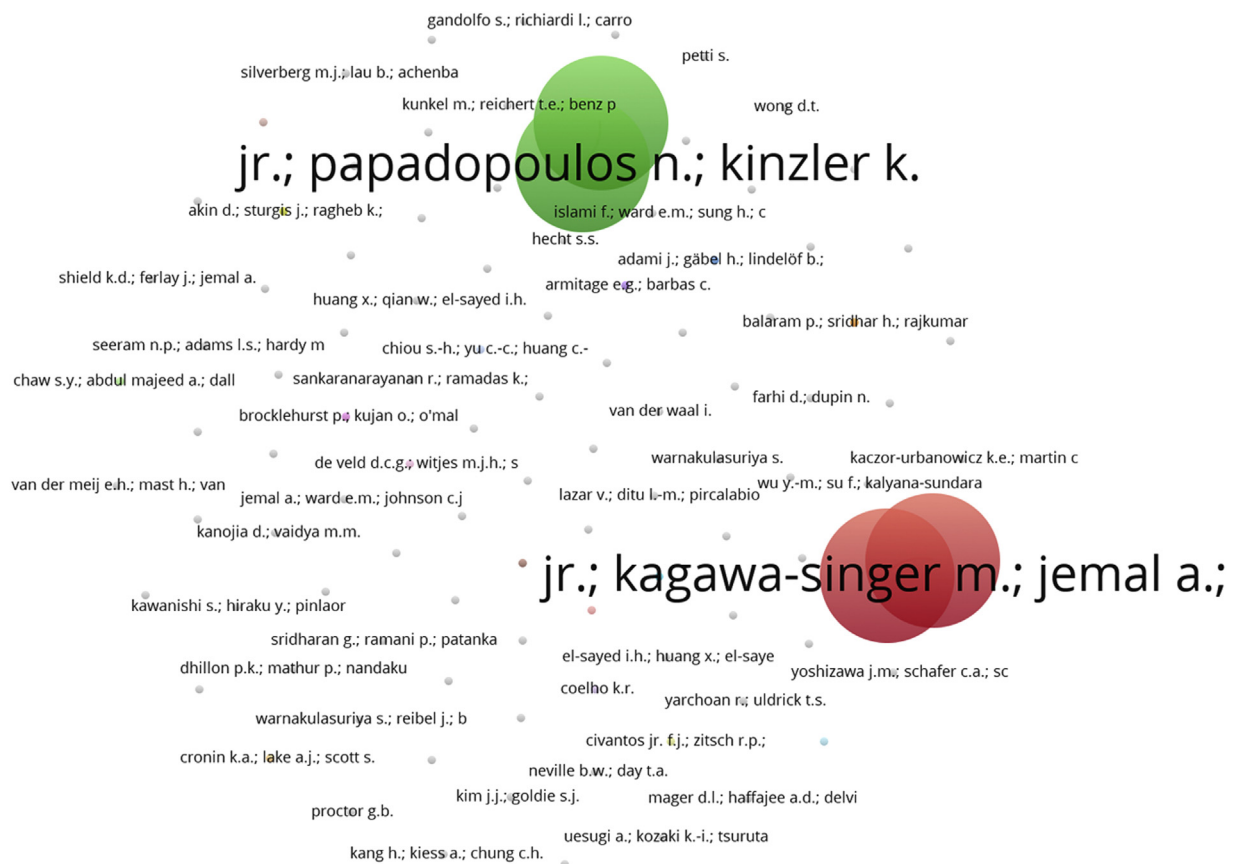 gandolfo s.; richiardi l.; carro
petti s.
silverberg m.j.; lau b.; achenba
kunkel m.; reichert t.e.; benz p
wong d.t.
jr.; papadopoulos n.; kinzler k.
akin d.; sturgis j.; ragheb k.;
islami f.; ward e.m.; sung h.; c
hecht s.s.
adami j.; gäbel h.; lindelöf b.;
shield k.d.; ferlay j.; jemal a.
armitage e.g.; barbas c.
huang x.; qian w.; el-sayed i.h.
balaram p.; sridhar h.; rajkumar
seeram n.p.; adams l.s.; hardy m
chiou s.-h.; yu c.-c.; huang c.-
chaw s.y.; abdul majeed a.; dall
sankaranarayanan r.; ramadas k.;
farhi d.; dupin n.
brocklehurst p.; kujan o.; o'mal
van der waal i.
de veld d.c.g.; witjes m.j.h.; s
warnakulasuriya s.
kaczor-urbanowicz k.e.; martin c
van der meij e.h.; mast h.; van
wu y.-m.; su f.; kalyana-sundara
jemal a.; ward e.m.; johnson c.j
lazar v.; ditu l.-m.; pircalabio
kanojia d.; vaidya m.m.
jr.; kagawa-singer m.; jemal a.;
kawanishi s.; hiraku y.; pinlaor
sridharan g.; ramani p.; patanka
el-sayed i.h.; huang x.; el-saye
dhillon p.k.; mathur p.; nandaku
yoshizawa j.m.; schafer c.a.; sc
coelho k.r.
yarchoan r.; uldrick t.s.
warnakulasuriya s.; reibel j.; b
civantos jr. f.j.; zitsch r.p.;
cronin k.a.; lake a.j.; scott s.
neville b.w.; day t.a.
kim j.j.; goldie s.j.
mager d.l.; haffajee a.d.; delvi
proctor g.b.
uesugi a.; kozaki k.-i.; tsuruta
kang h.; kiess a.; chung c.h.